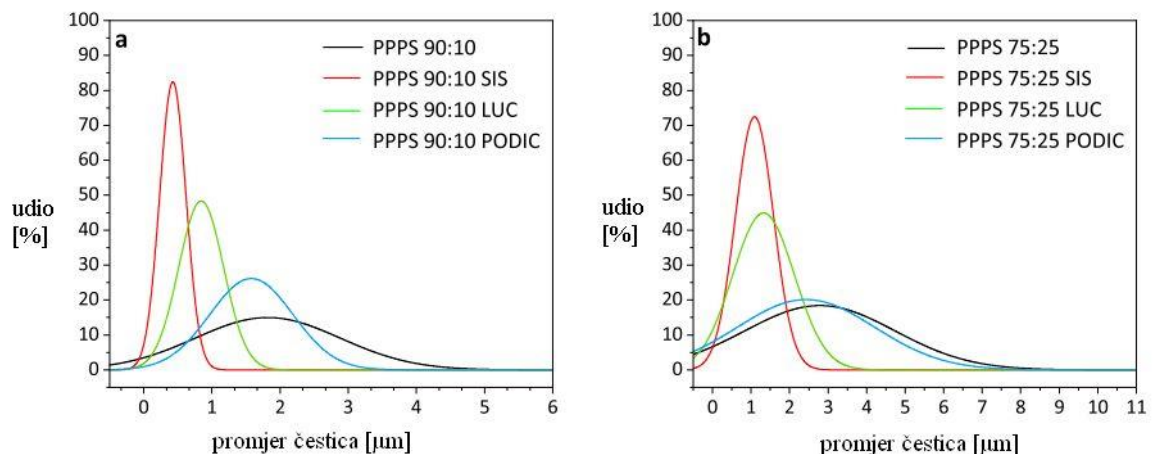 a
PPPS 90:10
PPPS 90:10 SIS
PPPS 90:10 LUC
PPPS 90:10 PODIC
100
90
80
70
60
50
40
30
20
10
0
udio
[%]
0 1 2 3 4 5 6
promjer čestica [μm]
b
PPPS 75:25
PPPS 75:25 SIS
PPPS 75:25 LUC
PPPS 75:25 PODIC
100
90
80
70
60
50
40
30
20
10
0
udio
[%]
0 1 2 3 4 5 6 7 8 9 10 11
promjer čestica [μm]